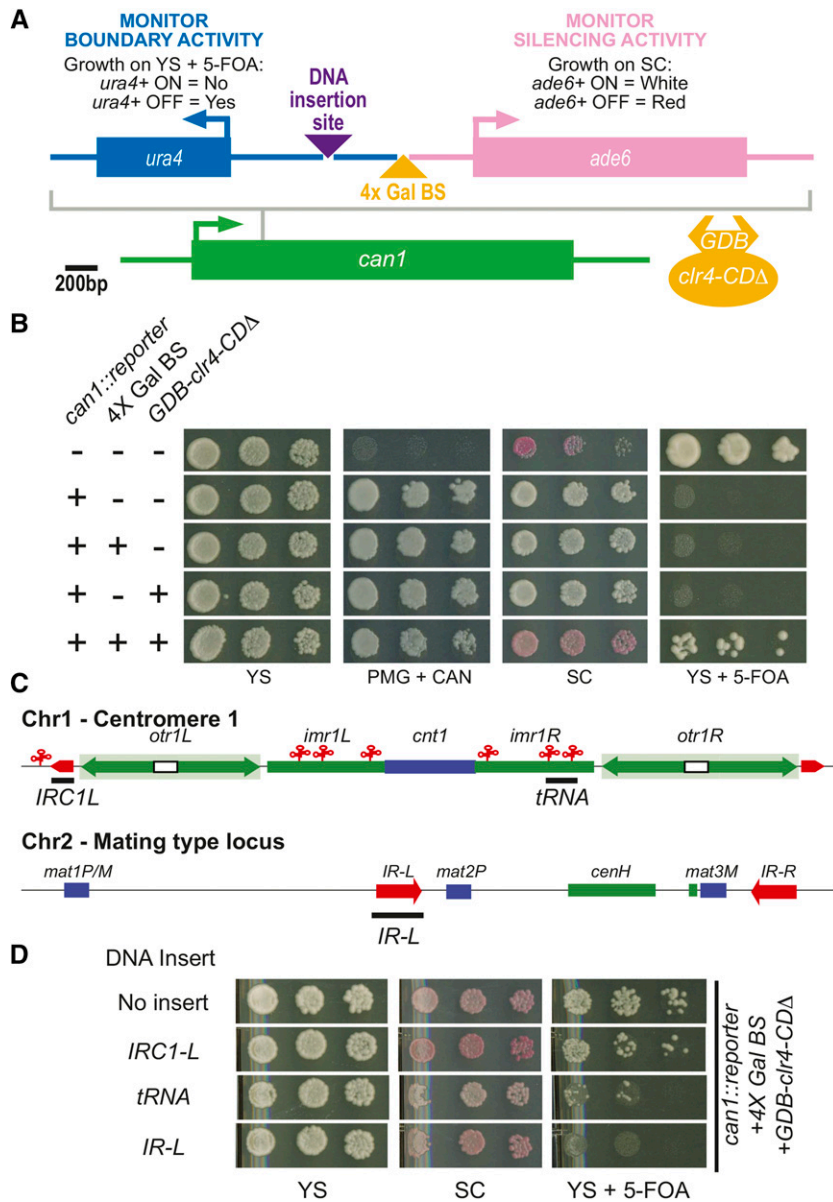 A
MONITOR
BOUNDARY ACTIVITY
Growth on YS + 5-FOA:
ura4+ ON = No
ura4+ OFF = Yes
DNA
insertion
site
MONITOR
SILENCING ACTIVITY
Growth on SC:
ade6+ ON = White
ade6+ OFF = Red
ura4
4x Gal BS
ade6
can1
200bp
GDB
clr4-CDΔ
B
can1::reporter
4X Gal BS
GDB-clr4-CDΔ
- - -
+ - -
+ + -
+ - +
+ + +
YS
PMG + CAN
SC
YS + 5-FOA
C
Chr1 - Centromere 1
otr1L
imr1L
cnt1
imr1R
otr1R
IRC1L
tRNA
Chr2 - Mating type locus
mat1P/M
IR-L
mat2P
cenH
mat3M
IR-R
IR-L
D
DNA Insert
No insert
IRC1-L
tRNA
IR-L
YS
SC
YS + 5-FOA
can1::reporter
+4X Gal BS
+GDB-clr4-CDΔ